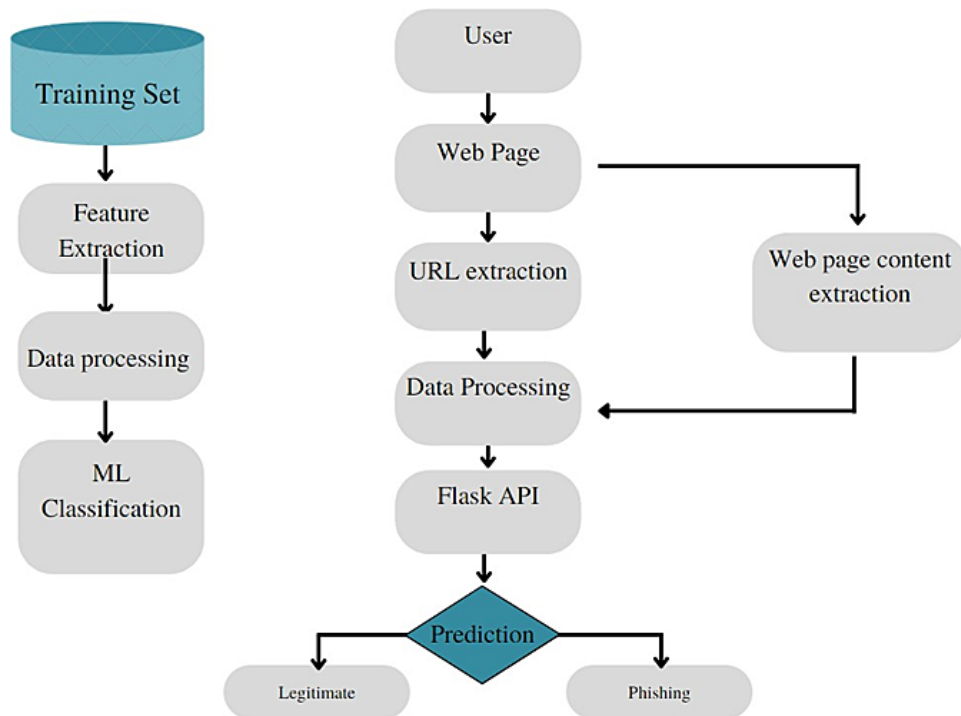 Training Set
Feature
Extraction
Data processing
ML
Classification
User
Web Page
URL extraction
Web page content
extraction
Data Processing
Flask API
Prediction
Legitimate
Phishing